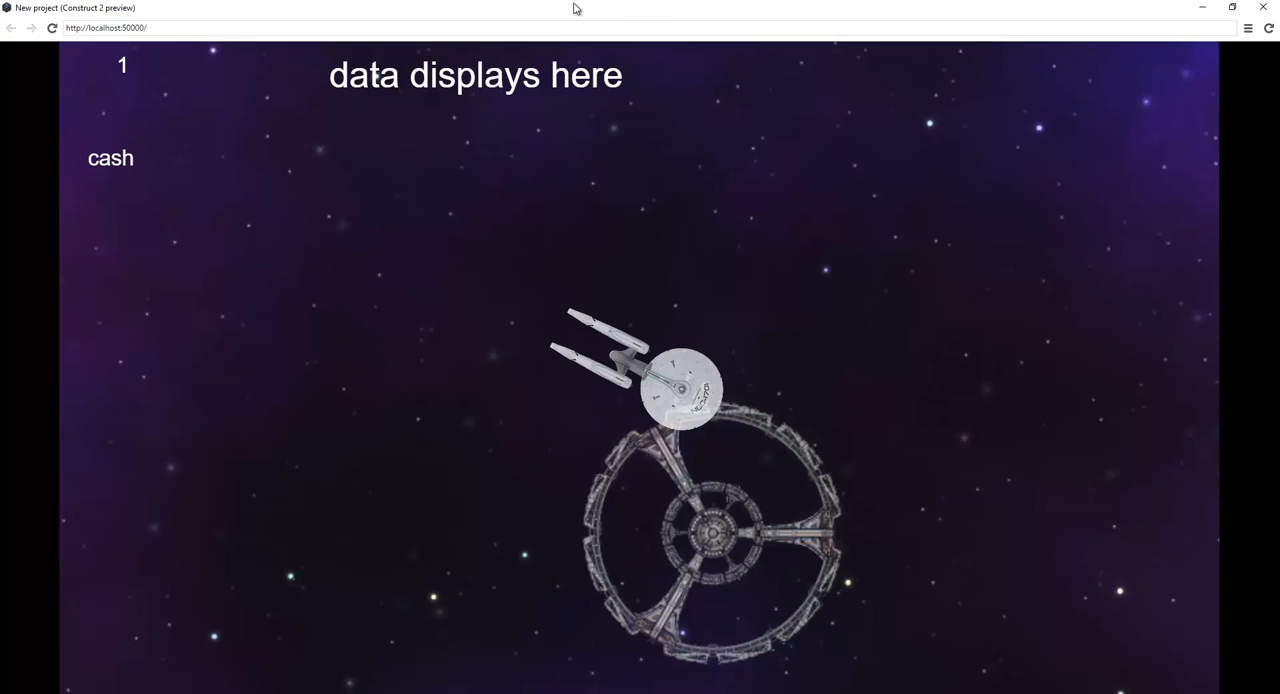 New project (Construct 2 preview)
http://localhost:50000/
1
data displays here
cash